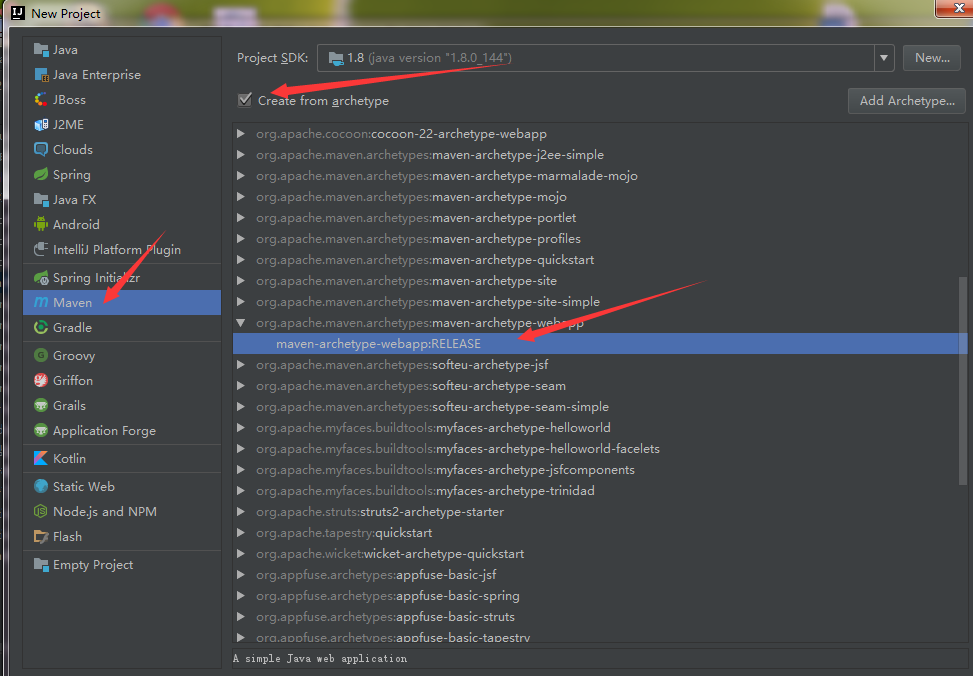 New Project
Java
Java Enterprise
JBoss
J2ME
Clouds
Spring
Java FX
Android
IntelliJ Platform Plugin
Spring Initializr
Maven
Gradle
Groovy
Griffon
Grails
Application Forge
Kotlin
Static Web
Node.js and NPM
Flash
Empty Project
Project SDK: 1.8 (java version "1.8.0_144") New...
Create from archetype Add Archetype...
org.apache.cocoon:cocoon-22-archetype-webapp
org.apache.maven.archetypes:maven-archetype-j2ee-simple
org.apache.maven.archetypes:maven-archetype-marmalade-mojo
org.apache.maven.archetypes:maven-archetype-mojo
org.apache.maven.archetypes:maven-archetype-portlet
org.apache.maven.archetypes:maven-archetype-profiles
org.apache.maven.archetypes:maven-archetype-quickstart
org.apache.maven.archetypes:maven-archetype-site
org.apache.maven.archetypes:maven-archetype-site-simple
org.apache.maven.archetypes:maven-archetype-webapp
maven-archetype-webapp:RELEASE
org.apache.maven.archetypes:softeu-archetype-jsf
org.apache.maven.archetypes:softeu-archetype-seam
org.apache.maven.archetypes:softeu-archetype-seam-simple
org.apache.myfaces.buildtools:myfaces-archetype-helloworld
org.apache.myfaces.buildtools:myfaces-archetype-helloworld-facelets
org.apache.myfaces.buildtools:myfaces-archetype-jsfcomponents
org.apache.myfaces.buildtools:myfaces-archetype-trinidad
org.apache.struts:struts2-archetype-starter
org.apache.tapestry:quickstart
org.apache.wicket:wicket-archetype-quickstart
org.appfuse.archetypes:appfuse-basic-jsf
org.appfuse.archetypes:appfuse-basic-spring
org.appfuse.archetypes:appfuse-basic-struts
org.appfuse.archetypes:appfuse-basic-tapestry
A simple Java web application